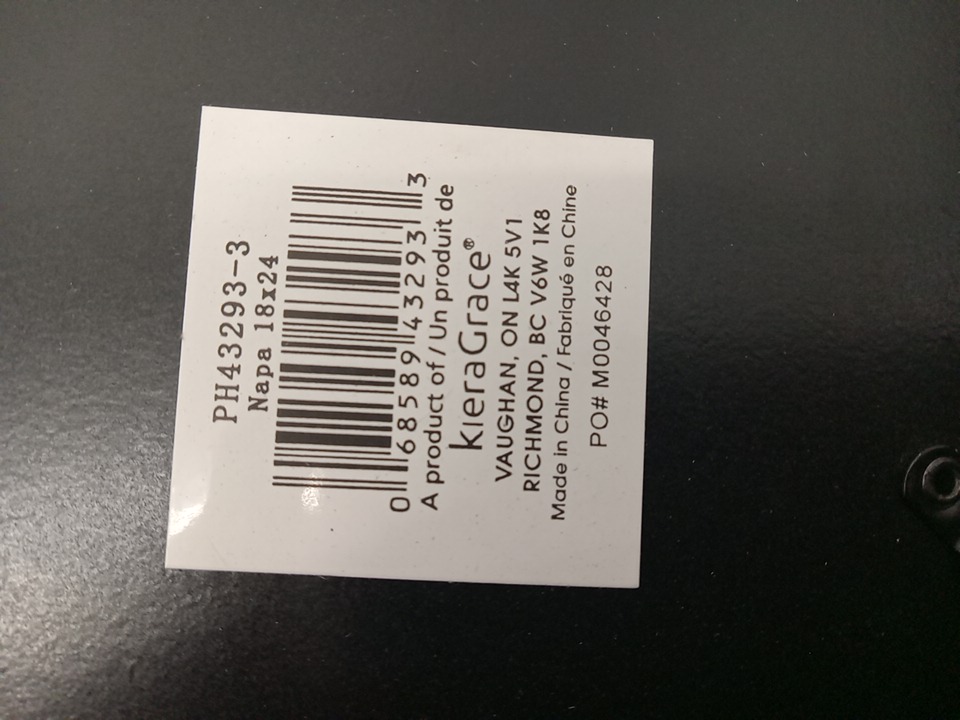 PH43293-3
Napa 18x24
0 68589 43293 3
A product of / Un produit de
kieraGrace®
VAUGHAN, ON L4K 5V1
RICHMOND, BC V6W 1K8
Made in China / Fabriqué en Chine
PO# M0046428